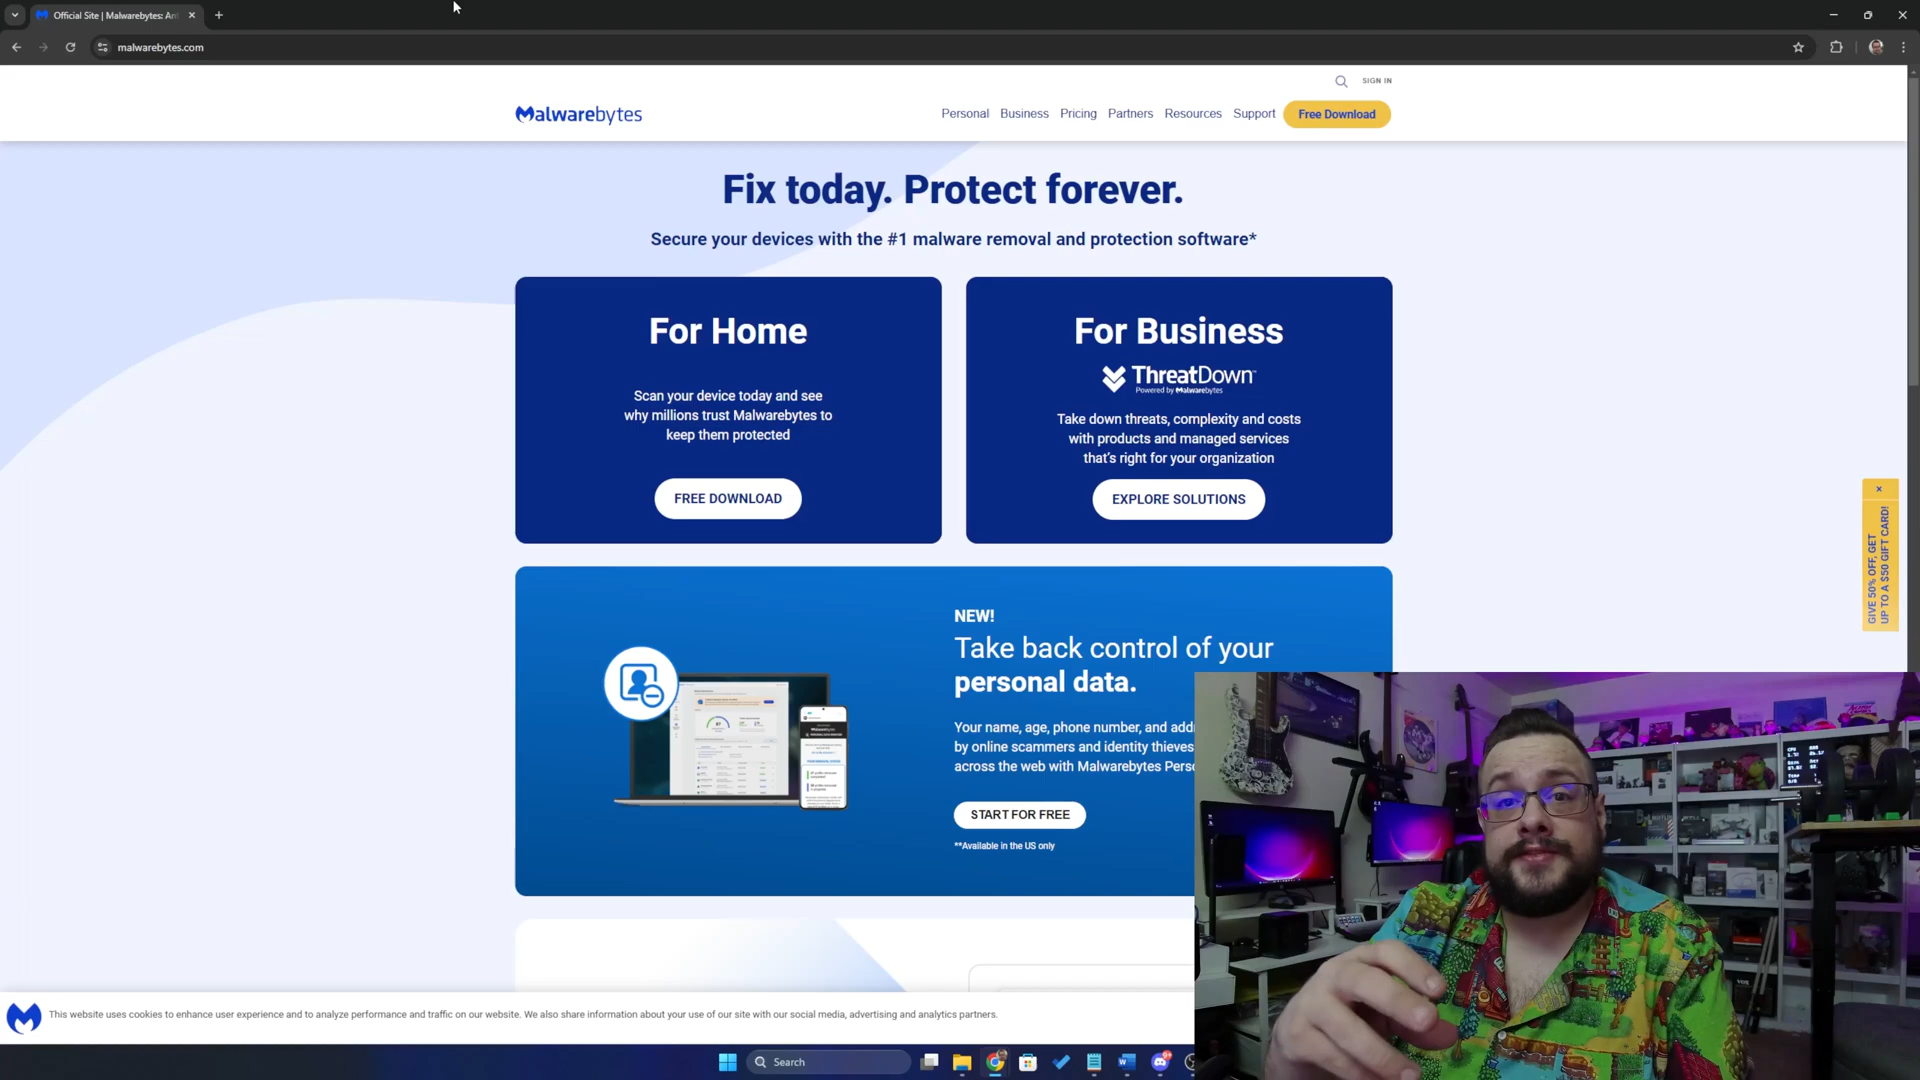 Official Site | Malwarebytes: An
malwarebytes.com
SIGN IN
Malwarebytes
Personal
Business
Pricing
Partners
Resources
Support
Free Download
Fix today. Protect forever.
Secure your devices with the #1 malware removal and protection software*
For Home
Scan your device today and see
why millions trust Malwarebytes to
keep them protected
FREE DOWNLOAD
For Business
ThreatDown
Powered by Malwarebytes
Take down threats, complexity and costs
with products and managed services
that's right for your organization
EXPLORE SOLUTIONS
GIVE 50% OFF, GET
UP TO A $50 GIFT CARD!
NEW!
Take back control of your
personal data.
Your name, age, phone number, and add
by online scammers and identity thieves
across the web with Malwarebytes Perso
START FOR FREE
**Available in the US only
This website uses cookies to enhance user experience and to analyze performance and traffic on our website. We also share information about your use of our site with our social media, advertising and analytics partners.
Search